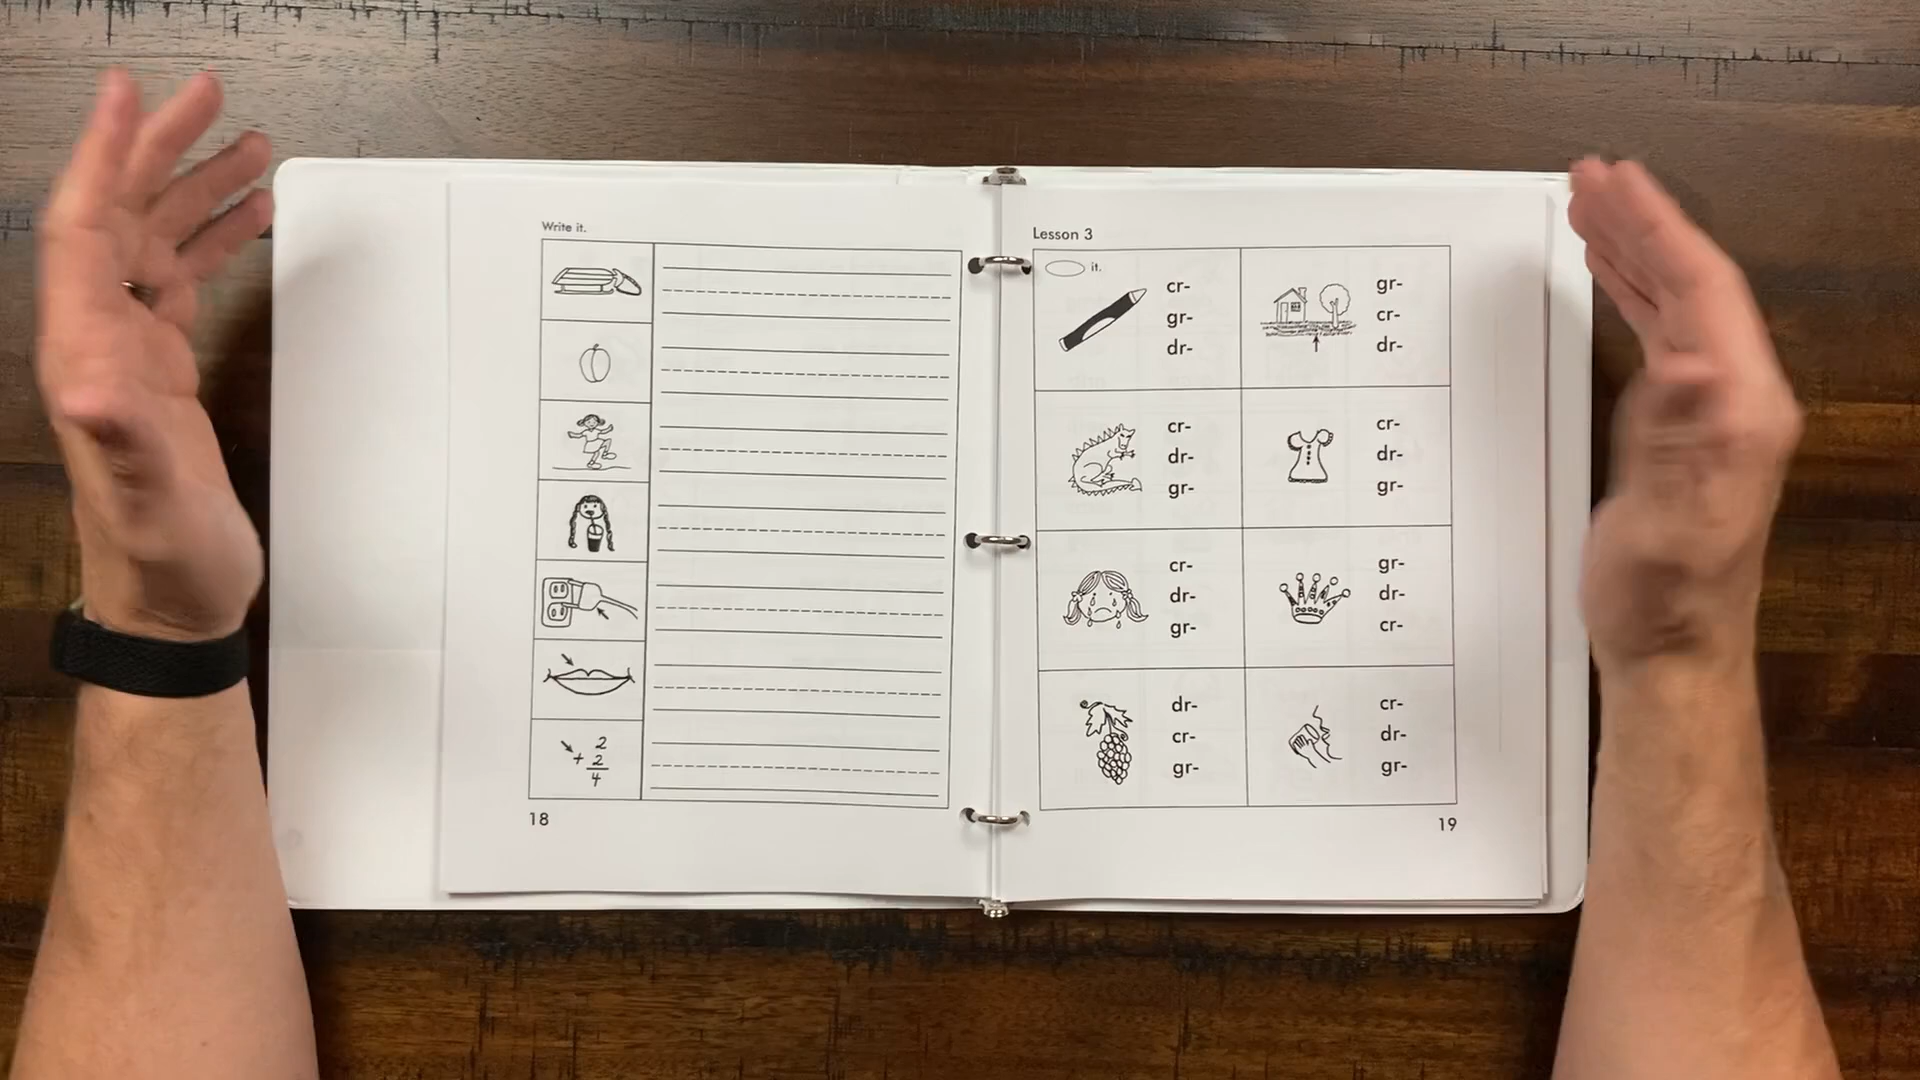 Write it.
2
+ 2
4
18
Lesson 3
it.
cr-
gr-
dr-
gr-
cr-
dr-
cr-
dr-
gr-
cr-
dr-
gr-
cr-
dr-
gr-
gr-
dr-
cr-
dr-
cr-
gr-
cr-
dr-
gr-
19